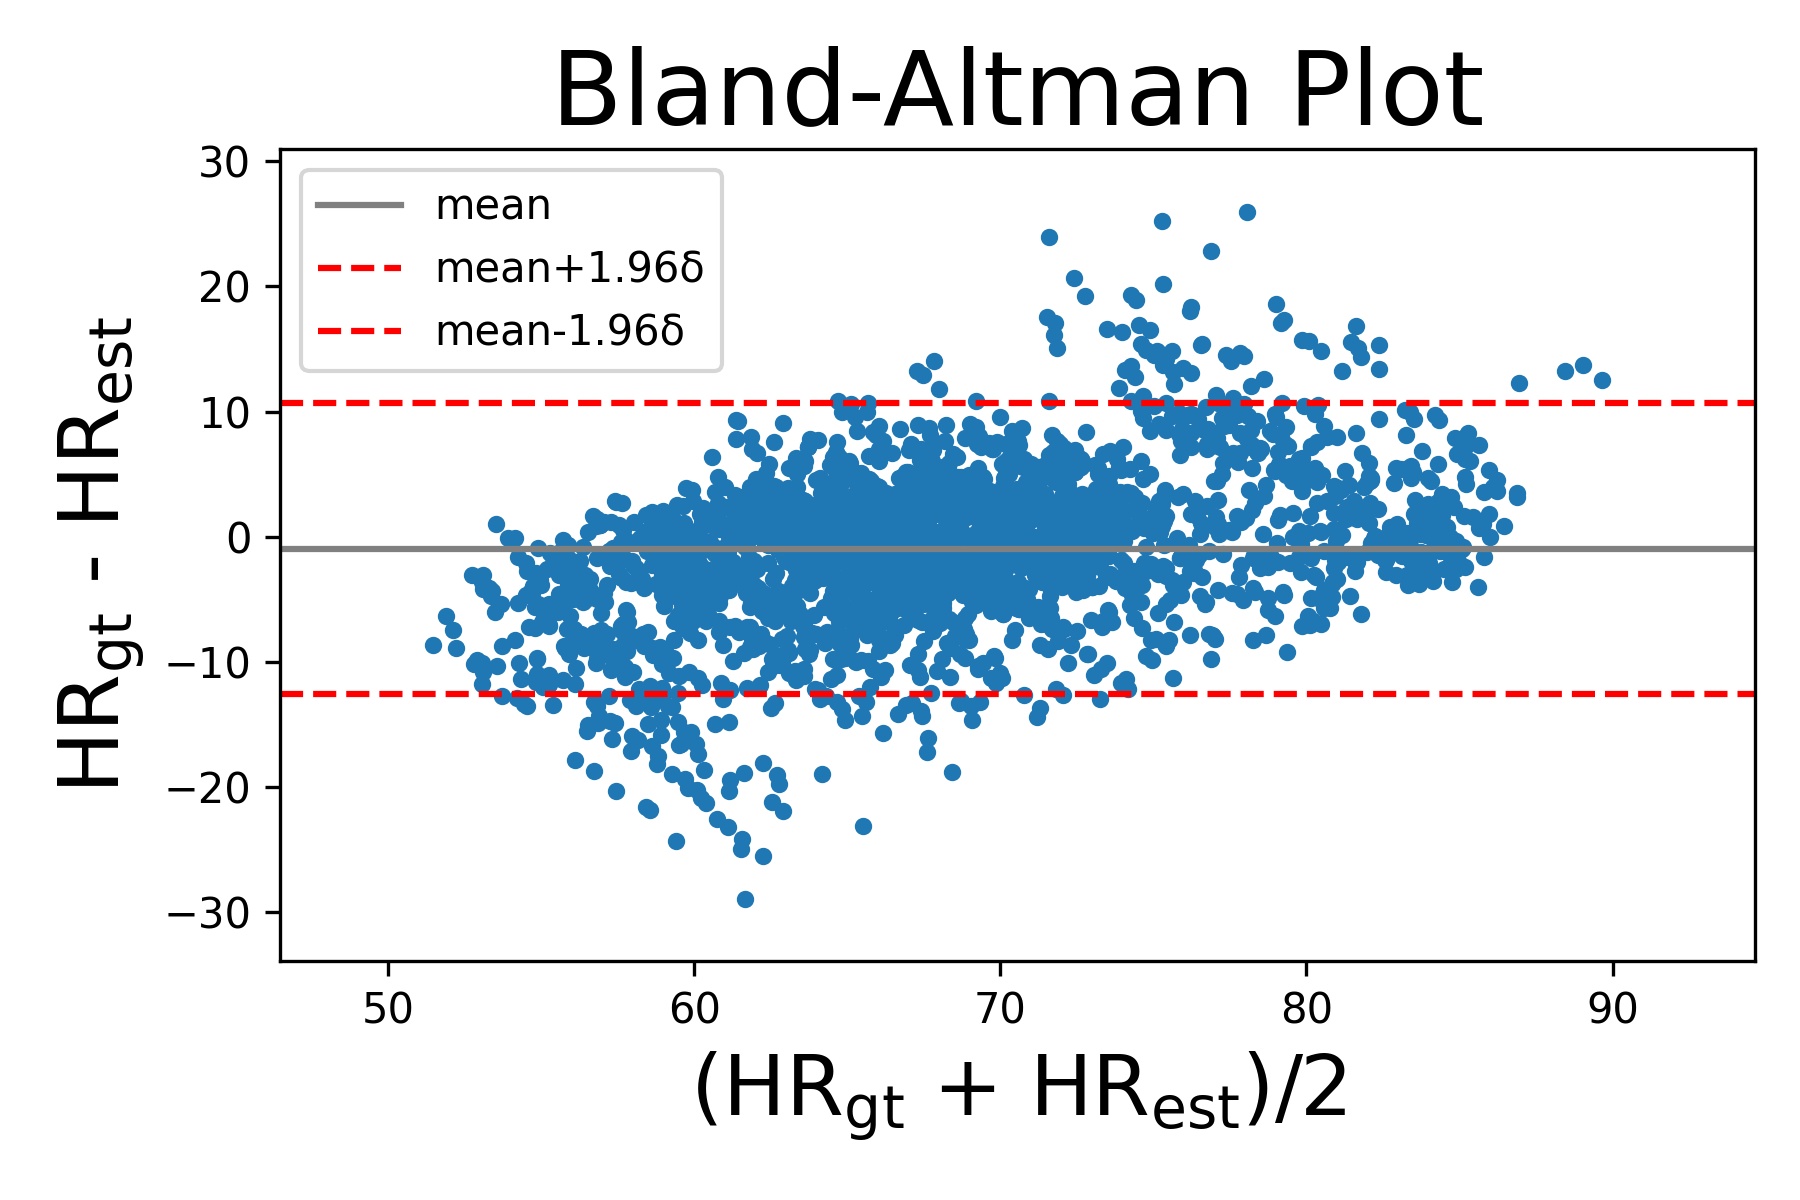 Bland-Altman Plot
mean
mean+1.96δ
mean-1.96δ
HRgt - HRest
30
20
10
0
−10
−20
−30
50 60 70 80 90
(HRgt + HRest)/2